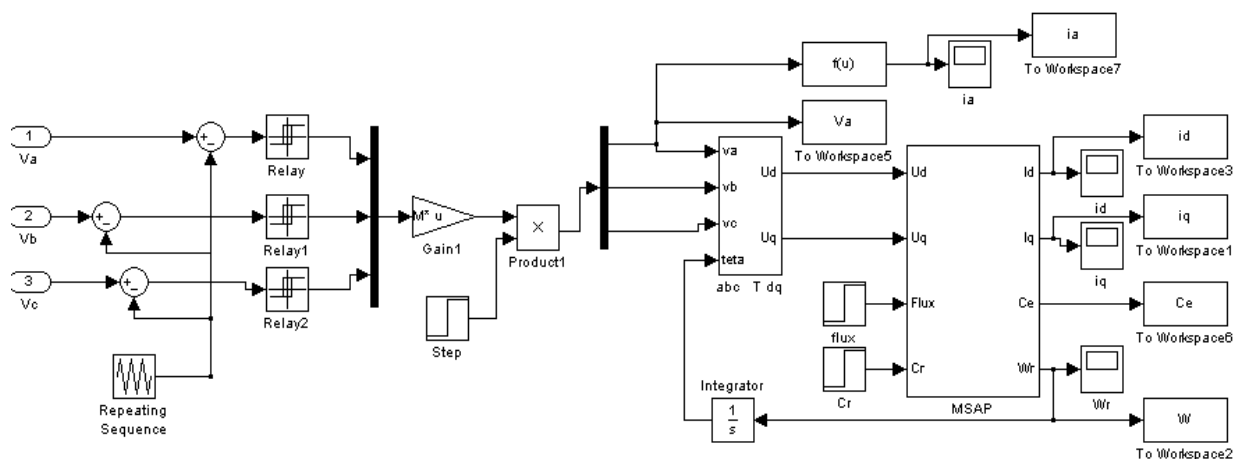 1
Va
2
Vb
3
Vc
Repeating
Sequence
Relay
Relay1
Relay2
M* u
Gain1
Step
×
Product1
f(u)
ia
ia
To Workspace7
Va
To Workspace5
va
vb
vc
teta
Ud
Uq
abc T dq
flux
Cr
Integrator
1
s
Ud
Uq
Flux
Cr
Id
Iq
Ce
Wr
MSAP
id
id
To Workspace3
iq
iq
To Workspace1
Ce
To Workspace6
Wr
W
To Workspace2